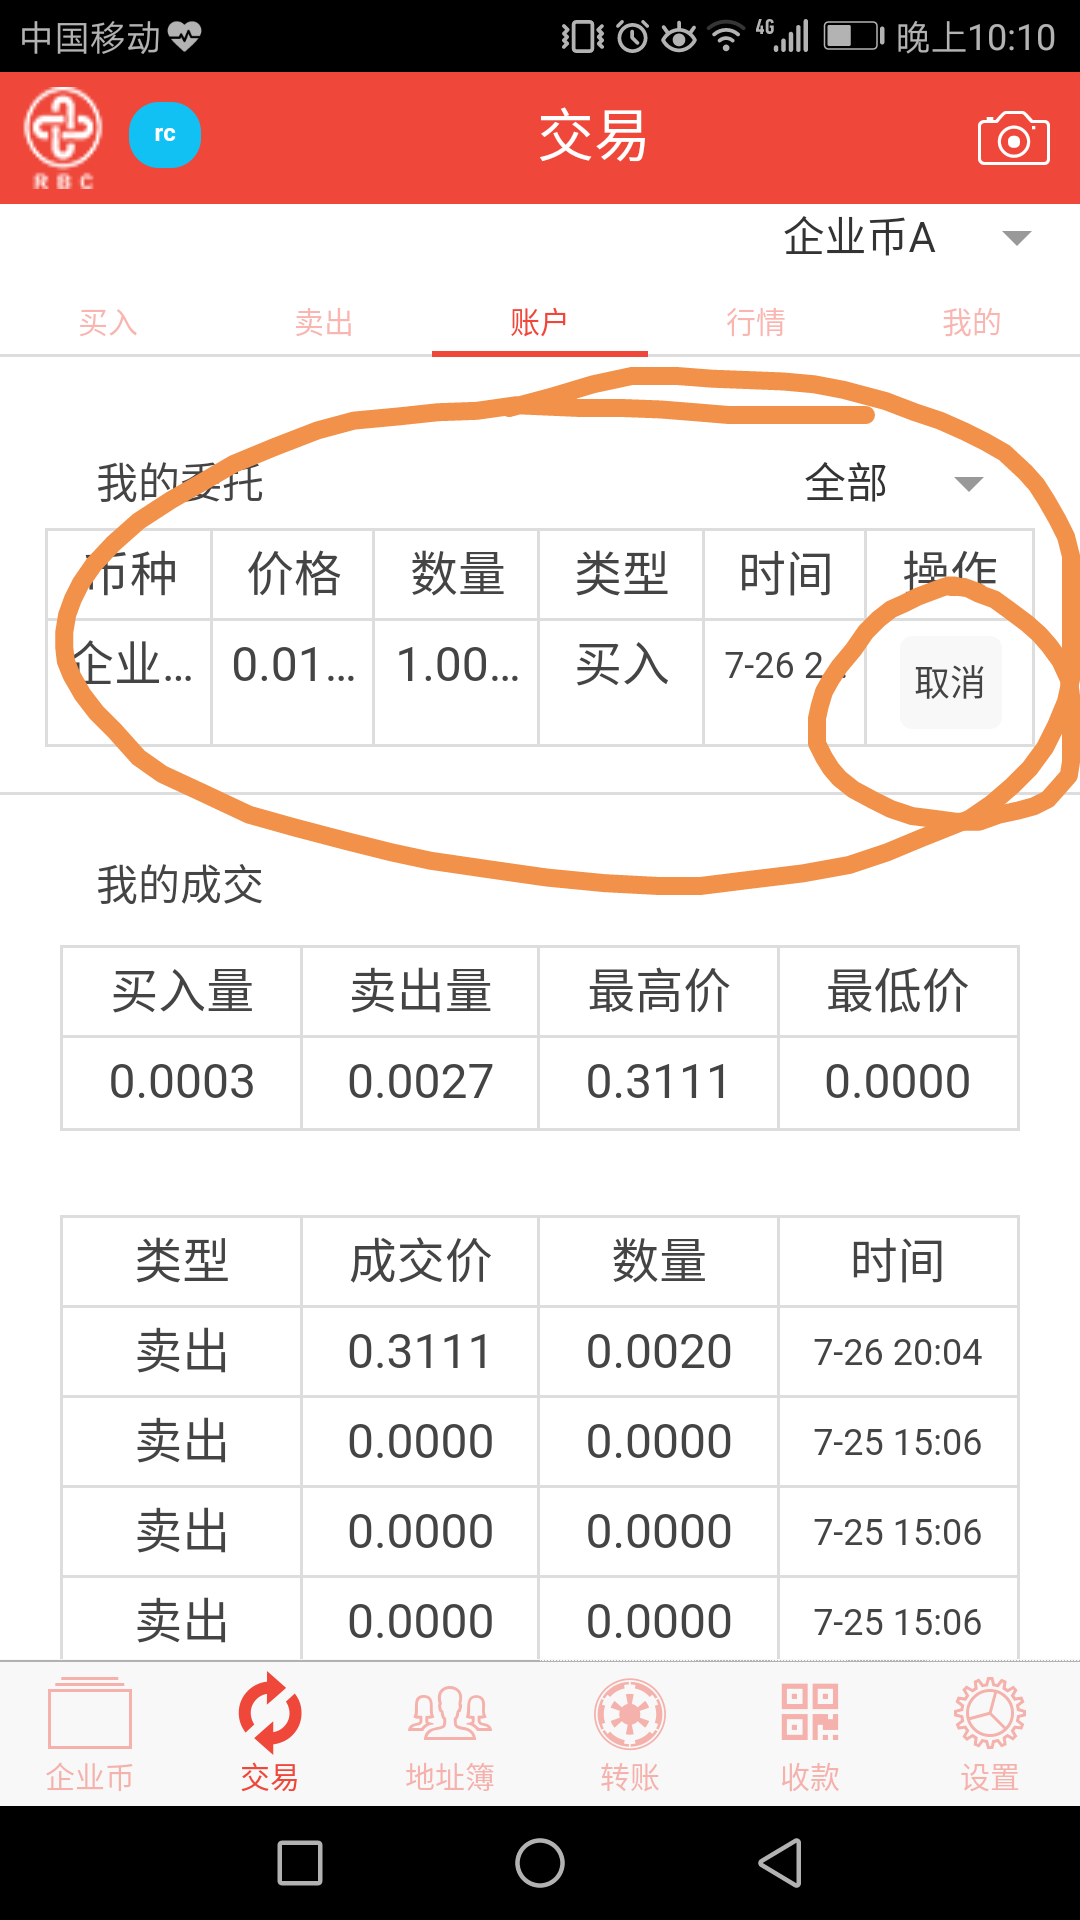 中国移动 4G 晚上10:10
RBC rc 交易
企业币A
买入 卖出 账户 行情 我的
我的委托 全部
币种 价格 数量 类型 时间 操作
企业... 0.01... 1.00... 买入 7-26 2... 取消
我的成交
买入量 卖出量 最高价 最低价
0.0003 0.0027 0.3111 0.0000
类型 成交价 数量 时间
卖出 0.3111 0.0020 7-26 20:04
卖出 0.0000 0.0000 7-25 15:06
卖出 0.0000 0.0000 7-25 15:06
卖出 0.0000 0.0000 7-25 15:06
企业币 交易 地址簿 转账 收款 设置